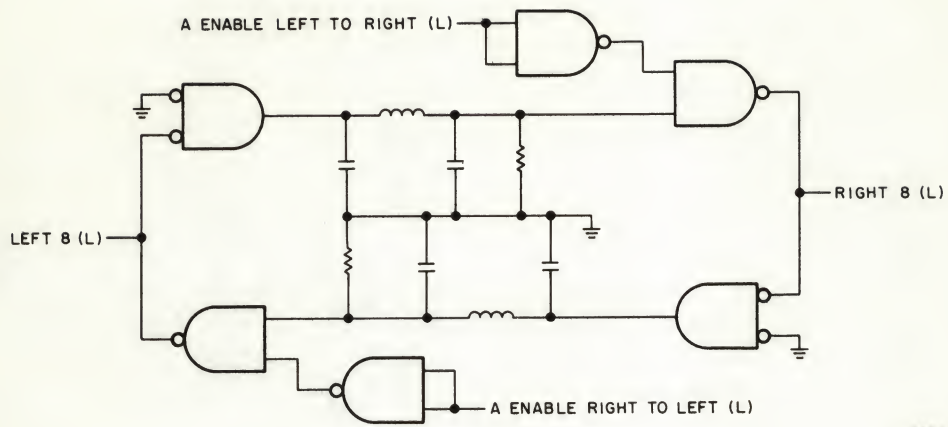 A ENABLE LEFT TO RIGHT (L)
RIGHT 8 (L)
LEFT 8 (L)
A ENABLE RIGHT TO LEFT (L)